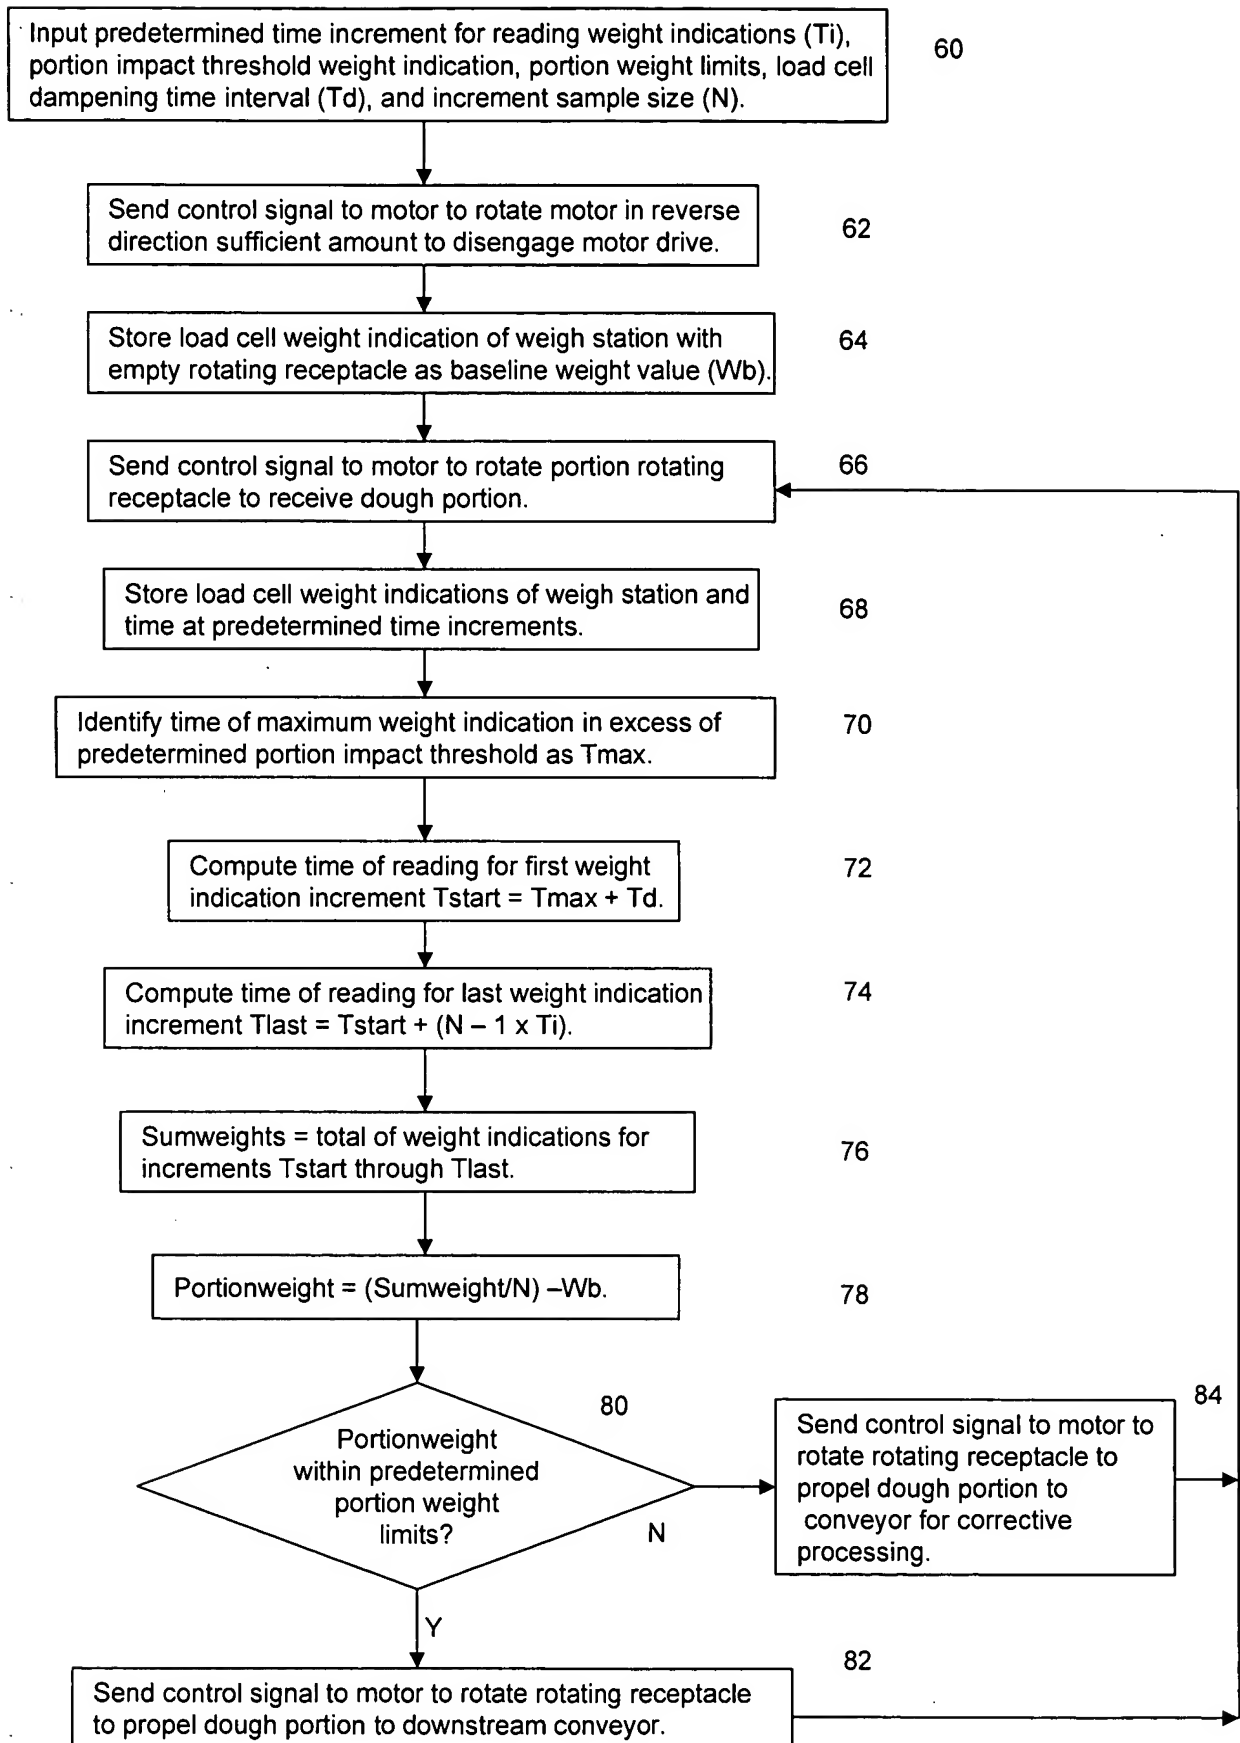 Input predetermined time increment for reading weight indications (Ti),
portion impact threshold weight indication, portion weight limits, load cell
dampening time interval (Td), and increment sample size (N).
60
Send control signal to motor to rotate motor in reverse
direction sufficient amount to disengage motor drive.
62
Store load cell weight indication of weigh station with
empty rotating receptacle as baseline weight value (Wb).
64
Send control signal to motor to rotate portion rotating
receptacle to receive dough portion.
66
Store load cell weight indications of weigh station and
time at predetermined time increments.
68
Identify time of maximum weight indication in excess of
predetermined portion impact threshold as Tmax.
70
Compute time of reading for first weight
indication increment Tstart = Tmax + Td.
72
Compute time of reading for last weight indication
increment Tlast = Tstart + (N – 1 x Ti).
74
Sumweights = total of weight indications for
increments Tstart through Tlast.
76
Portionweight = (Sumweight/N) –Wb.
78
Portionweight
within predetermined
portion weight
limits?
80
N
Y
Send control signal to motor to
rotate rotating receptacle to
propel dough portion to
conveyor for corrective
processing.
84
Send control signal to motor to rotate rotating receptacle
to propel dough portion to downstream conveyor.
82